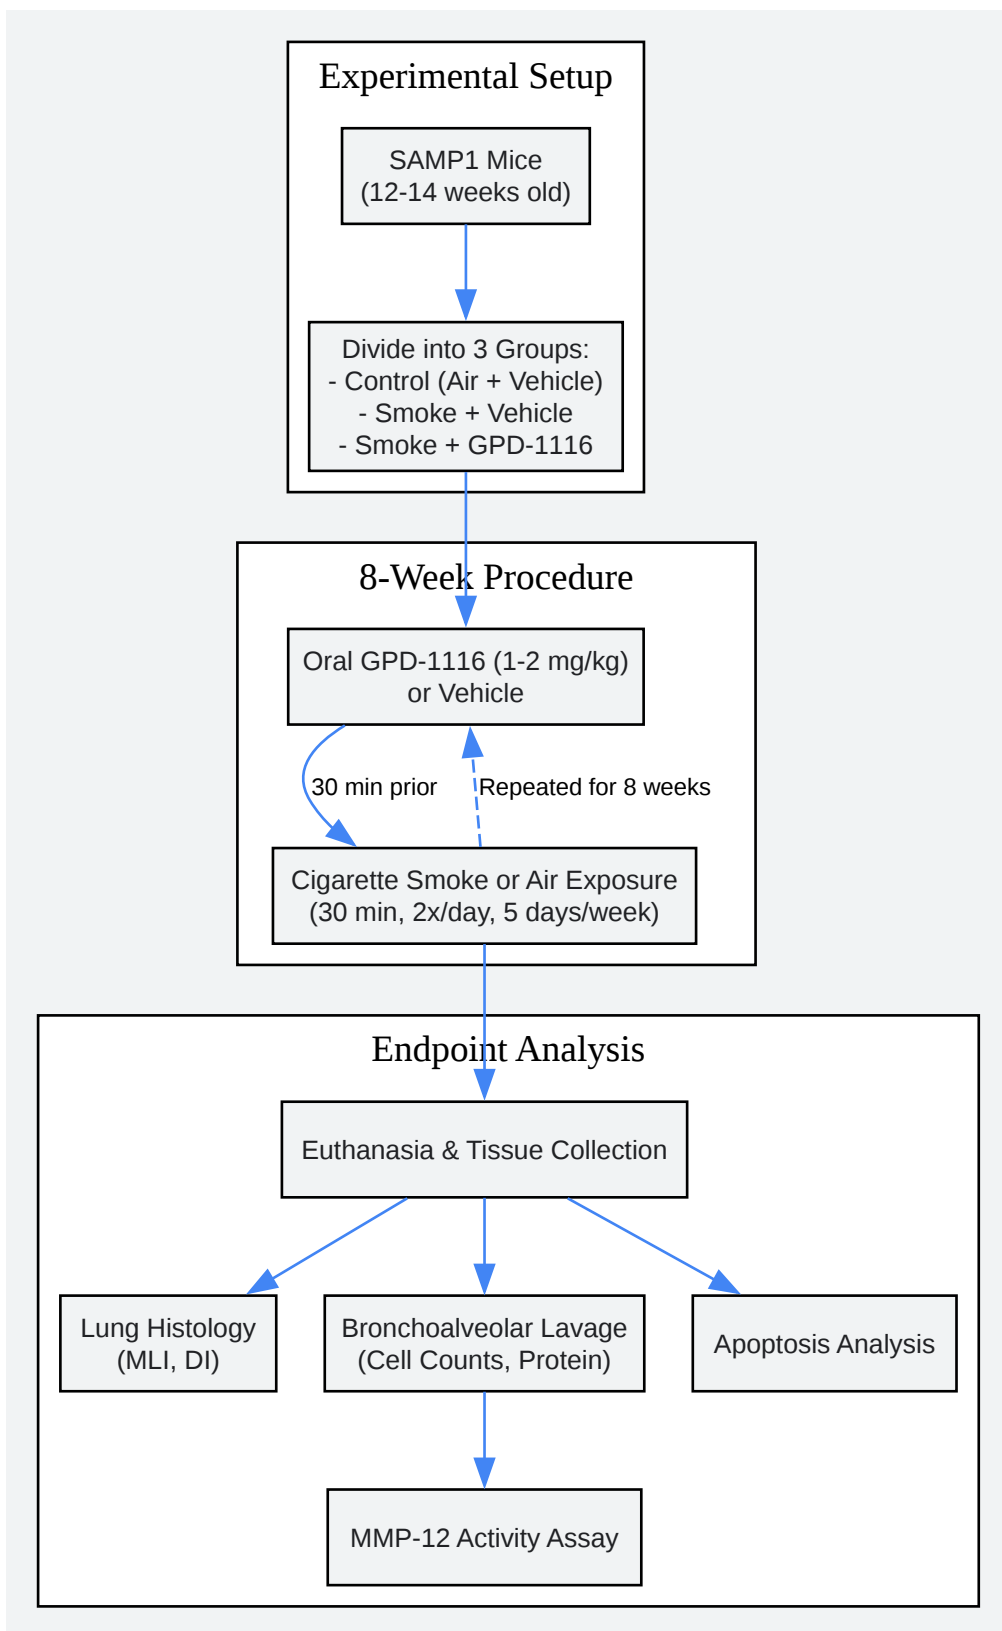 Experimental Setup
SAMP1 Mice
(12-14 weeks old)
Divide into 3 Groups:
- Control (Air + Vehicle)
- Smoke + Vehicle
- Smoke + GPD-1116
8-Week Procedure
Oral GPD-1116 (1-2 mg/kg)
or Vehicle
30 min prior
Repeated for 8 weeks
Cigarette Smoke or Air Exposure
(30 min, 2x/day, 5 days/week)
Endpoint Analysis
Euthanasia & Tissue Collection
Lung Histology
(MLI, DI)
Bronchoalveolar Lavage
(Cell Counts, Protein)
Apoptosis Analysis
MMP-12 Activity Assay